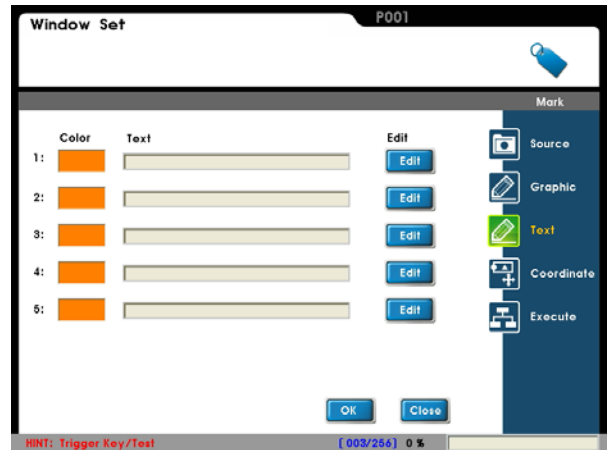 Window Set P001
Mark
Color Text Edit
1: Edit
2: Edit
3: Edit
4: Edit
5: Edit
Source
Graphic
Text
Coordinate
Execute
OK Close
HINT: Trigger Key/Test [003/256] 0 %